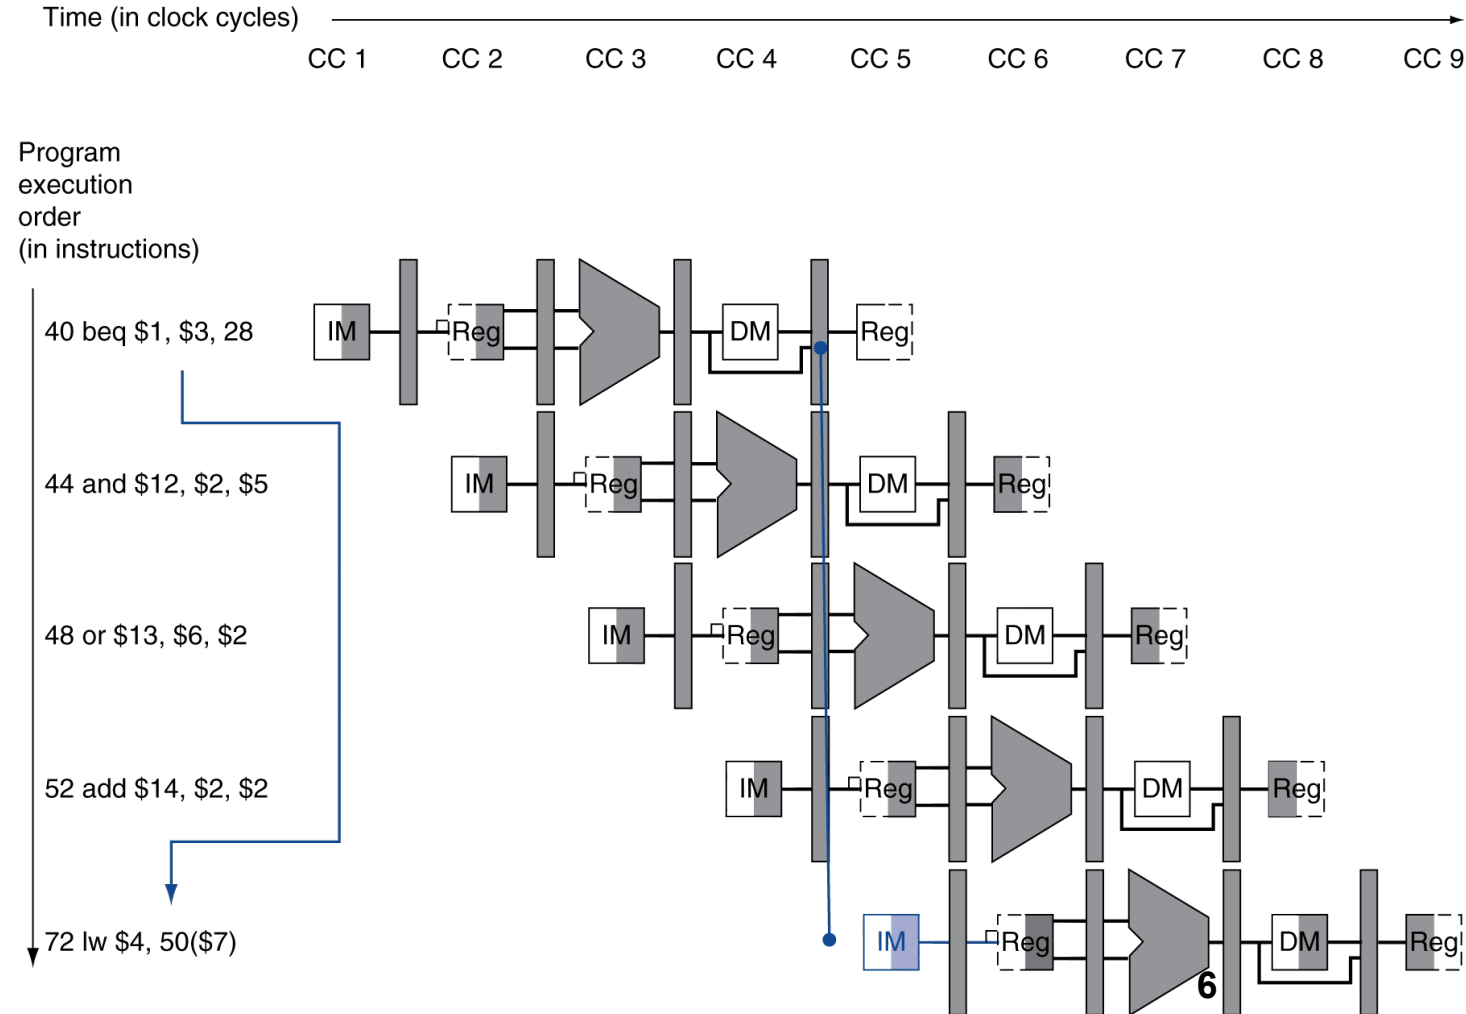 Time (in clock cycles)
CC 1 CC 2 CC 3 CC 4 CC 5 CC 6 CC 7 CC 8 CC 9
Program
execution
order
(in instructions)
40 beq $1, $3, 28 IM Reg DM Reg
44 and $12, $2, $5 IM Reg DM Reg
48 or $13, $6, $2 IM Reg DM Reg
52 add $14, $2, $2 IM Reg DM Reg
72 lw $4, 50($7) IM Reg DM Reg
6